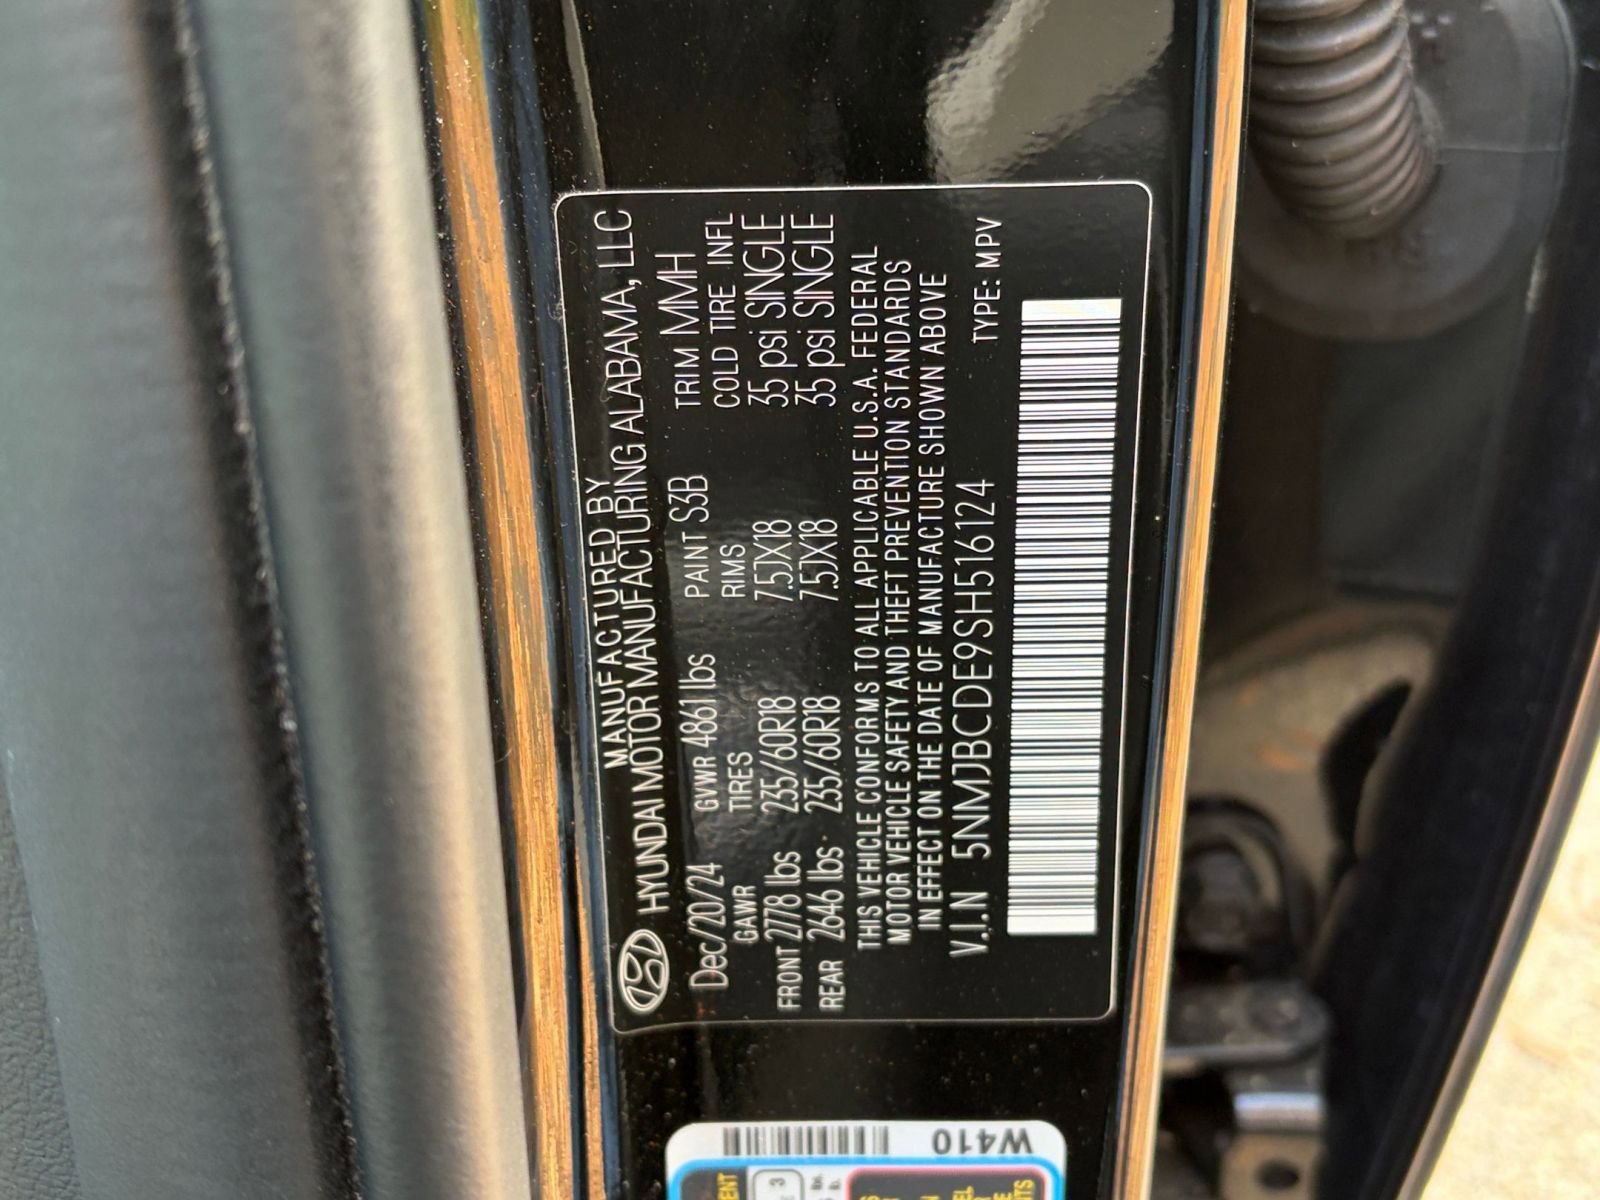 MANUFACTURED BY
HYUNDAI MOTOR MANUFACTURING ALABAMA, LLC
Dec/20/24 GVWR 4861 lbs PAINT S3B TRIM MMH
GAWR TIRES RIMS COLD TIRE INFL
FRONT 2778 lbs 235/60R18 7.5JX18 35 psi SINGLE
REAR 2646 lbs 235/60R18 7.5JX18 35 psi SINGLE
THIS VEHICLE CONFORMS TO ALL APPLICABLE U.S.A. FEDERAL
MOTOR VEHICLE SAFETY AND THEFT PREVENTION STANDARDS
IN EFFECT ON THE DATE OF MANUFACTURE SHOWN ABOVE
V.I.N 5NMJBCDE9SH516124 TYPE: MPV
W410
3